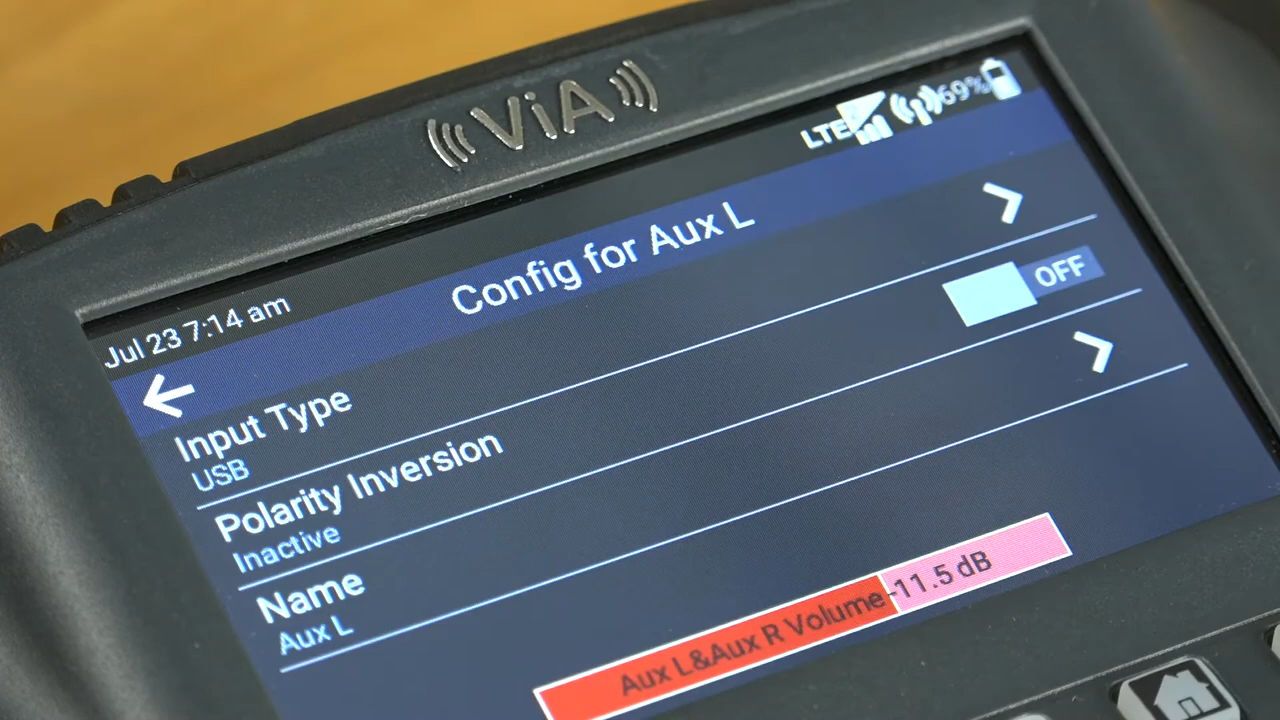 ViA
Jul 23 7:14 am
LTE 69%
Config for Aux L
Input Type
USB
Polarity Inversion
OFF
Inactive
Name
Aux L
Aux L&Aux R Volume -11.5 dB